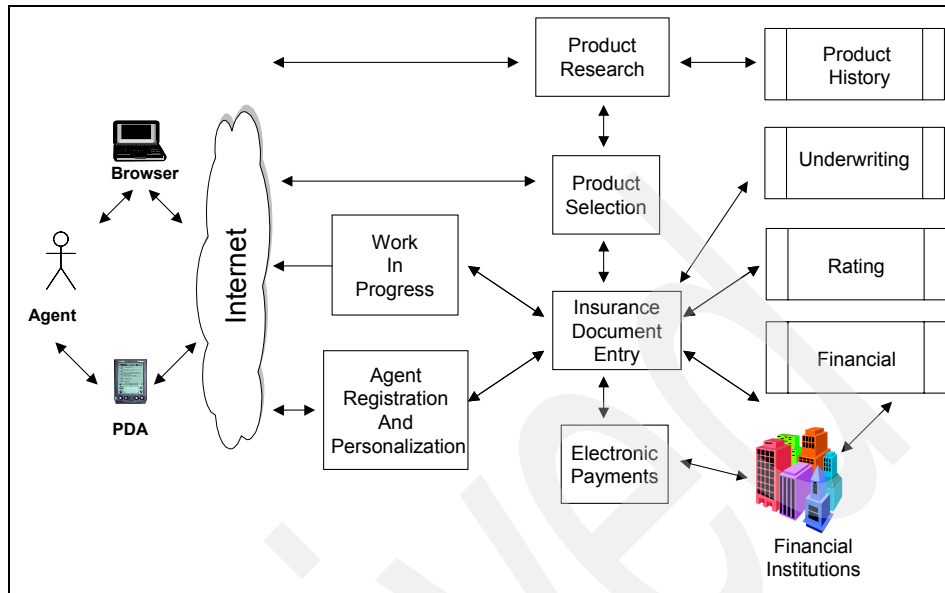 Product
Research
Product
History
Browser
Underwriting
Product
Selection
Internet
Work
In
Progress
Rating
Agent
Insurance
Document
Entry
Financial
PDA
Agent
Registration
And
Personalization
Electronic
Payments
Financial
Institutions